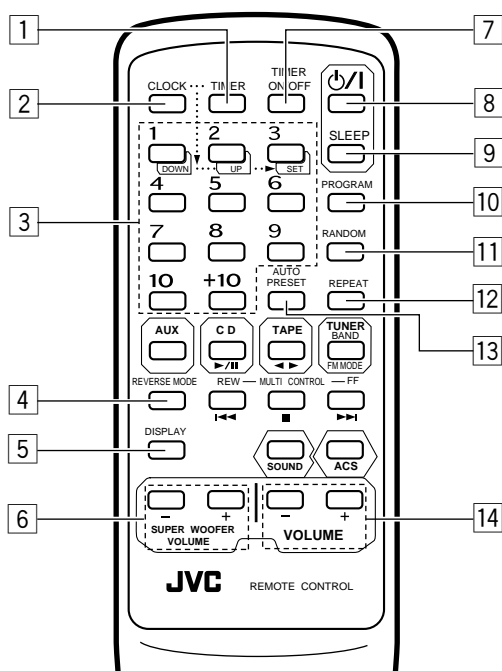 1
7
TIMER
CLOCK TIMER ON/OFF ⏻/I
2
8
1 2 3 SLEEP
9
DOWN UP SET
4 5 6 PROGRAM
10
3
7 8 9 RANDOM
11
10 +10 AUTO PRESET REPEAT
12
13
AUX CD TAPE TUNER
BAND
►/II ◄ ► FM MODE
REVERSE MODE REW MULTI CONTROL FF
4
I◄◄ ■ ►►I
DISPLAY
5
SOUND ACS
6
14
– + – +
SUPER WOOFER
VOLUME
VOLUME
JVC REMOTE CONTROL